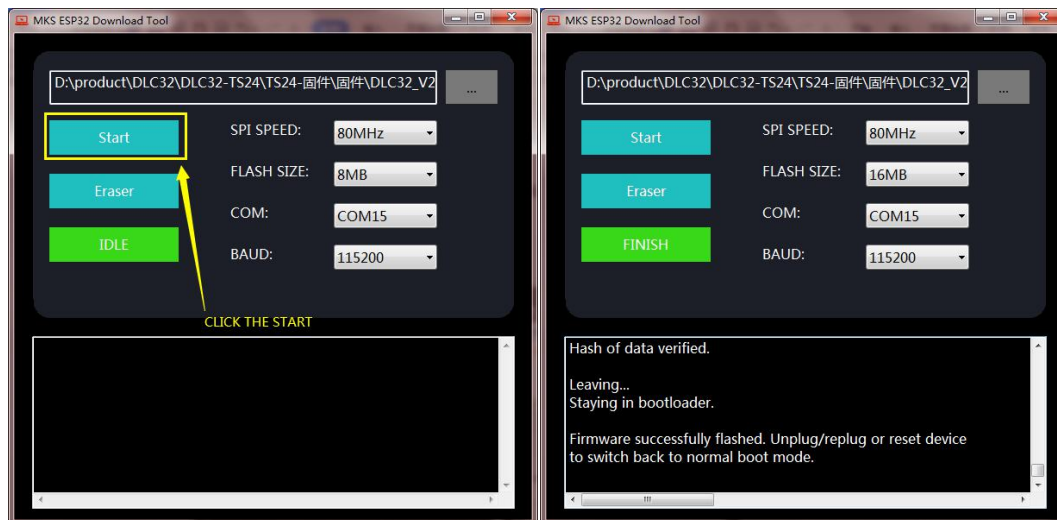 MKS ESP32 Download Tool
D:\product\DLC32\DLC32-TS24\TS24-固件\固件\DLC32_V2
...
Start
SPI SPEED:
80MHz
Eraser
FLASH SIZE:
8MB
COM:
COM15
IDLE
BAUD:
115200
CLICK THE START
MKS ESP32 Download Tool
D:\product\DLC32\DLC32-TS24\TS24-固件\固件\DLC32_V2
...
Start
SPI SPEED:
80MHz
Eraser
FLASH SIZE:
16MB
COM:
COM15
FINISH
BAUD:
115200
Hash of data verified.
Leaving...
Staying in bootloader.
Firmware successfully flashed. Unplug/replug or reset device
to switch back to normal boot mode.